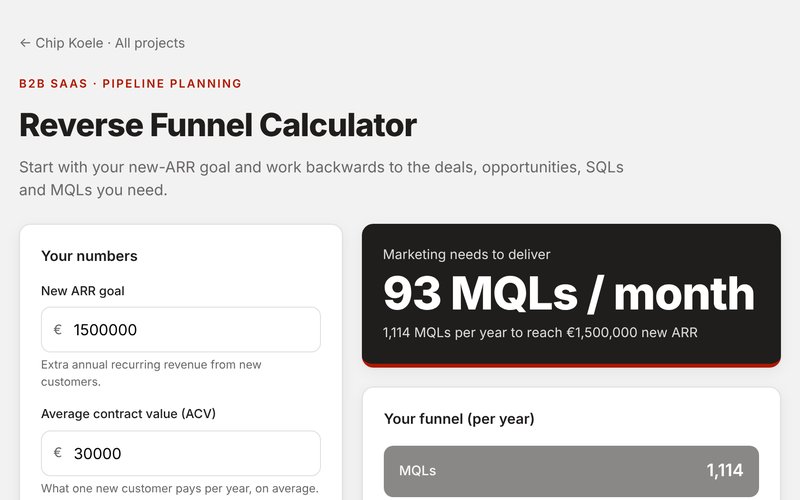 ← Chip Koele · All projects
B2B SAAS · PIPELINE PLANNING
Reverse Funnel Calculator
Start with your new-ARR goal and work backwards to the deals, opportunities, SQLs
and MQLs you need.
Your numbers
New ARR goal
€ 1500000
Extra annual recurring revenue from new
customers.
Average contract value (ACV)
€ 30000
What one new customer pays per year, on average.
Marketing needs to deliver
93 MQLs / month
1,114 MQLs per year to reach €1,500,000 new ARR
Your funnel (per year)
MQLs 1,114